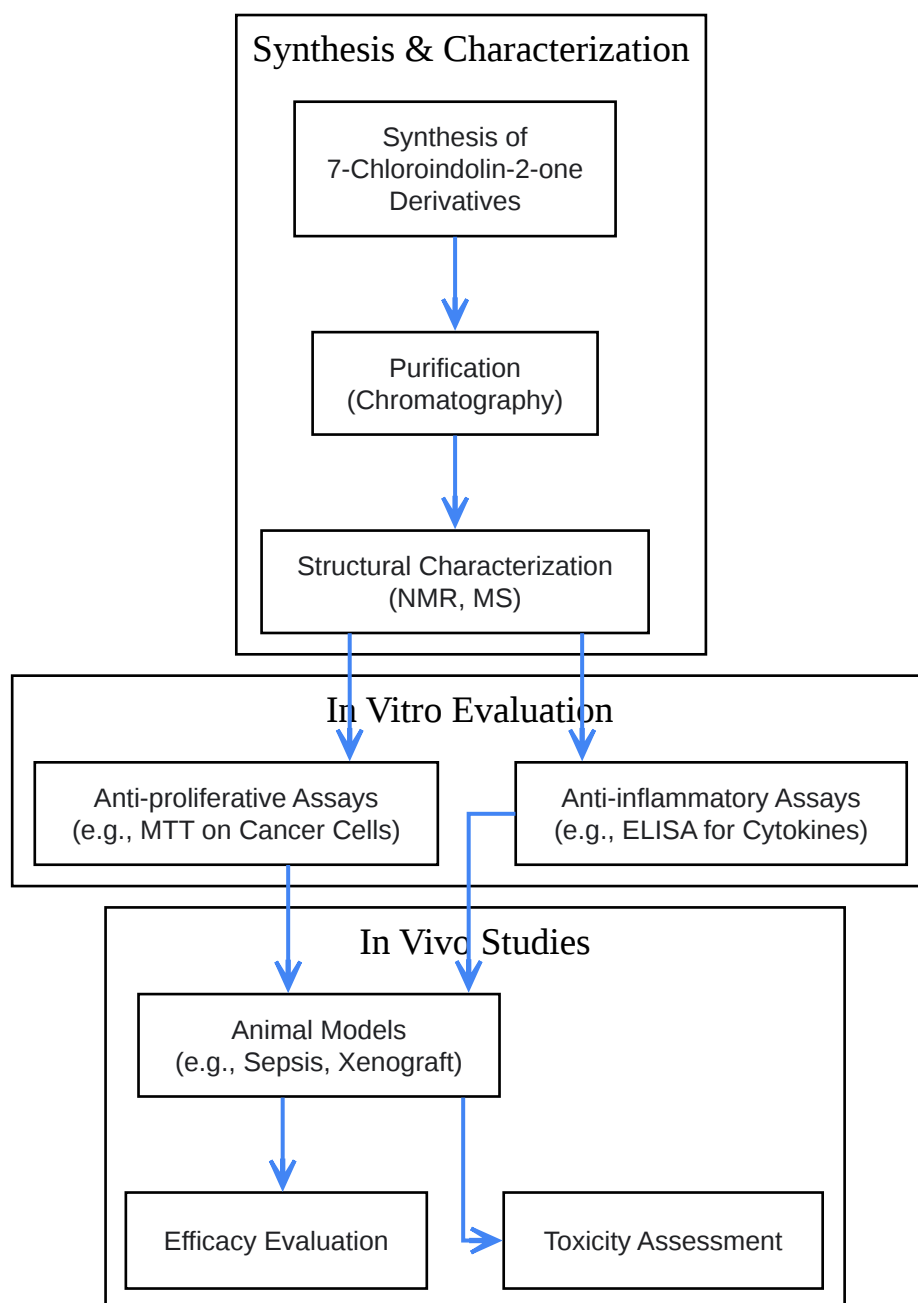 Synthesis & Characterization
Synthesis of
7-Chloroindolin-2-one
Derivatives
Purification
(Chromatography)
Structural Characterization
(NMR, MS)
In Vitro Evaluation
Anti-proliferative Assays
(e.g., MTT on Cancer Cells)
Anti-inflammatory Assays
(e.g., ELISA for Cytokines)
In Vivo Studies
Animal Models
(e.g., Sepsis, Xenograft)
Efficacy Evaluation
Toxicity Assessment